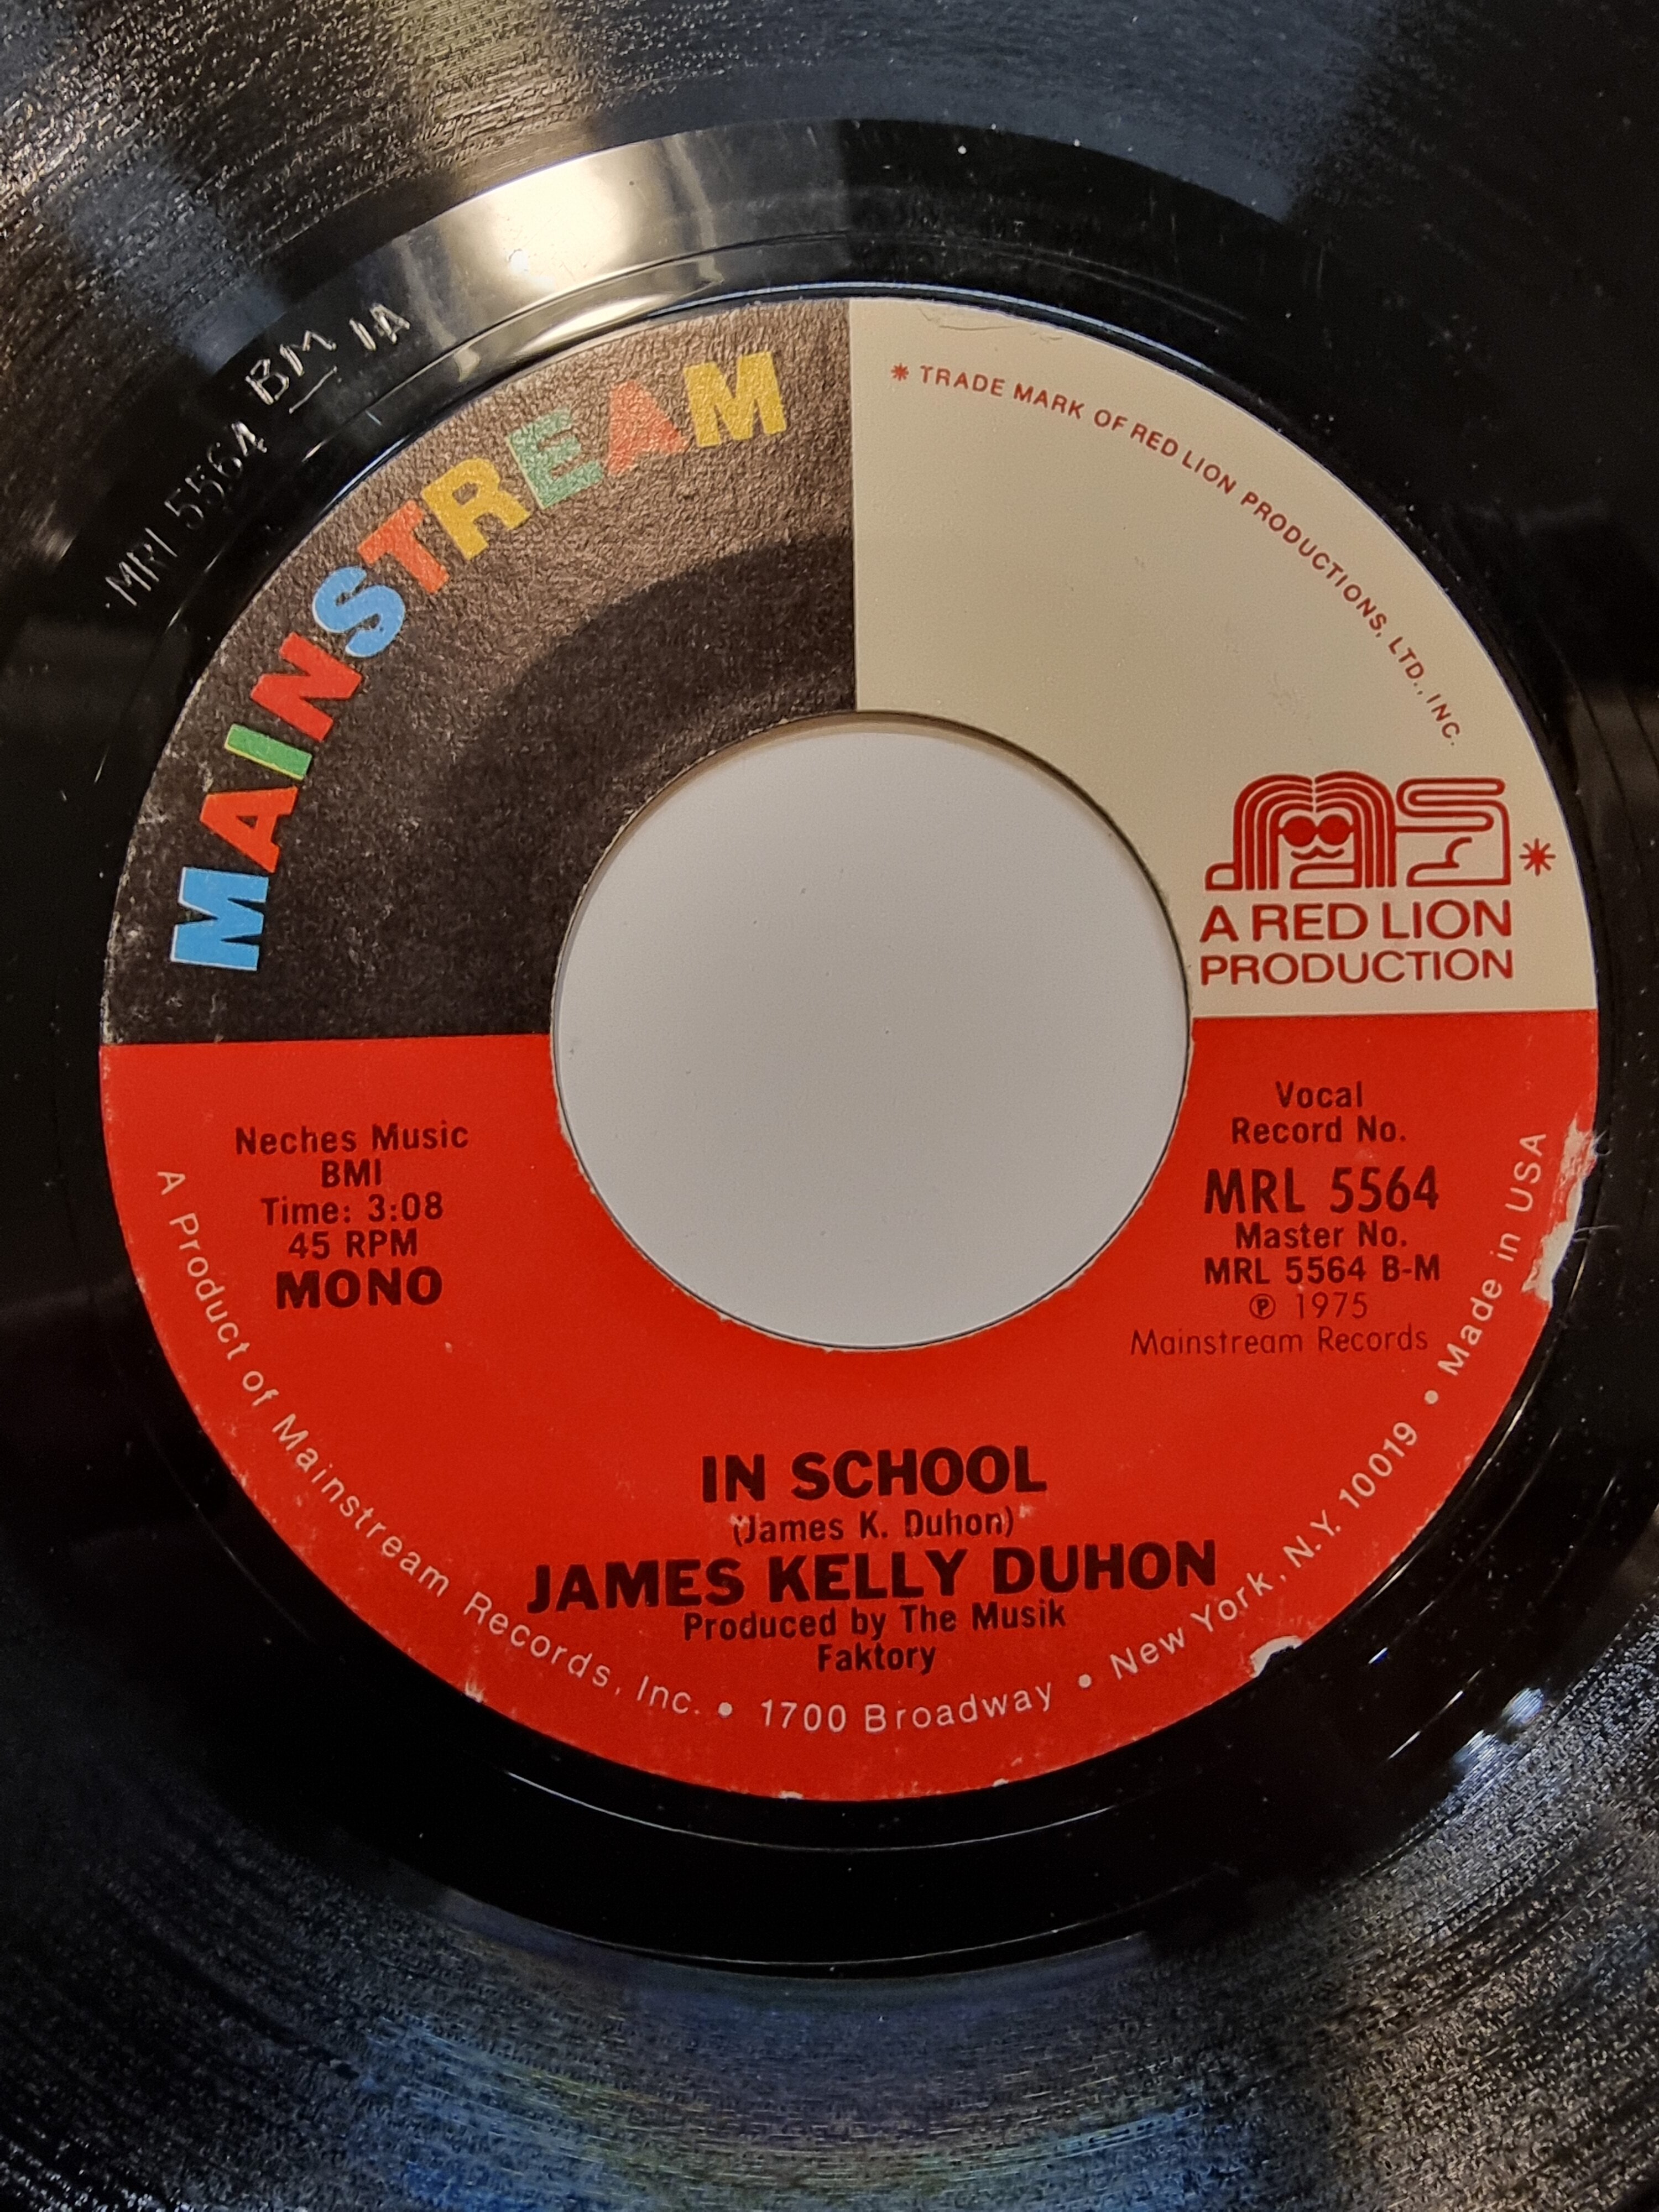 MRL 5564 BM 1A
MAINSTREAM
* TRADE MARK OF RED LION PRODUCTIONS, LTD., INC.
*
A RED LION
PRODUCTION
Neches Music
BMI
Time: 3:08
45 RPM
MONO
Vocal
Record No.
MRL 5564
Master No.
MRL 5564 B-M
℗ 1975
Mainstream Records
IN SCHOOL
(James K. Duhon)
JAMES KELLY DUHON
Produced by The Musik
Faktory
A Product of Mainstream Records, Inc. • 1700 Broadway • New York, N.Y. 10019 • Made in USA